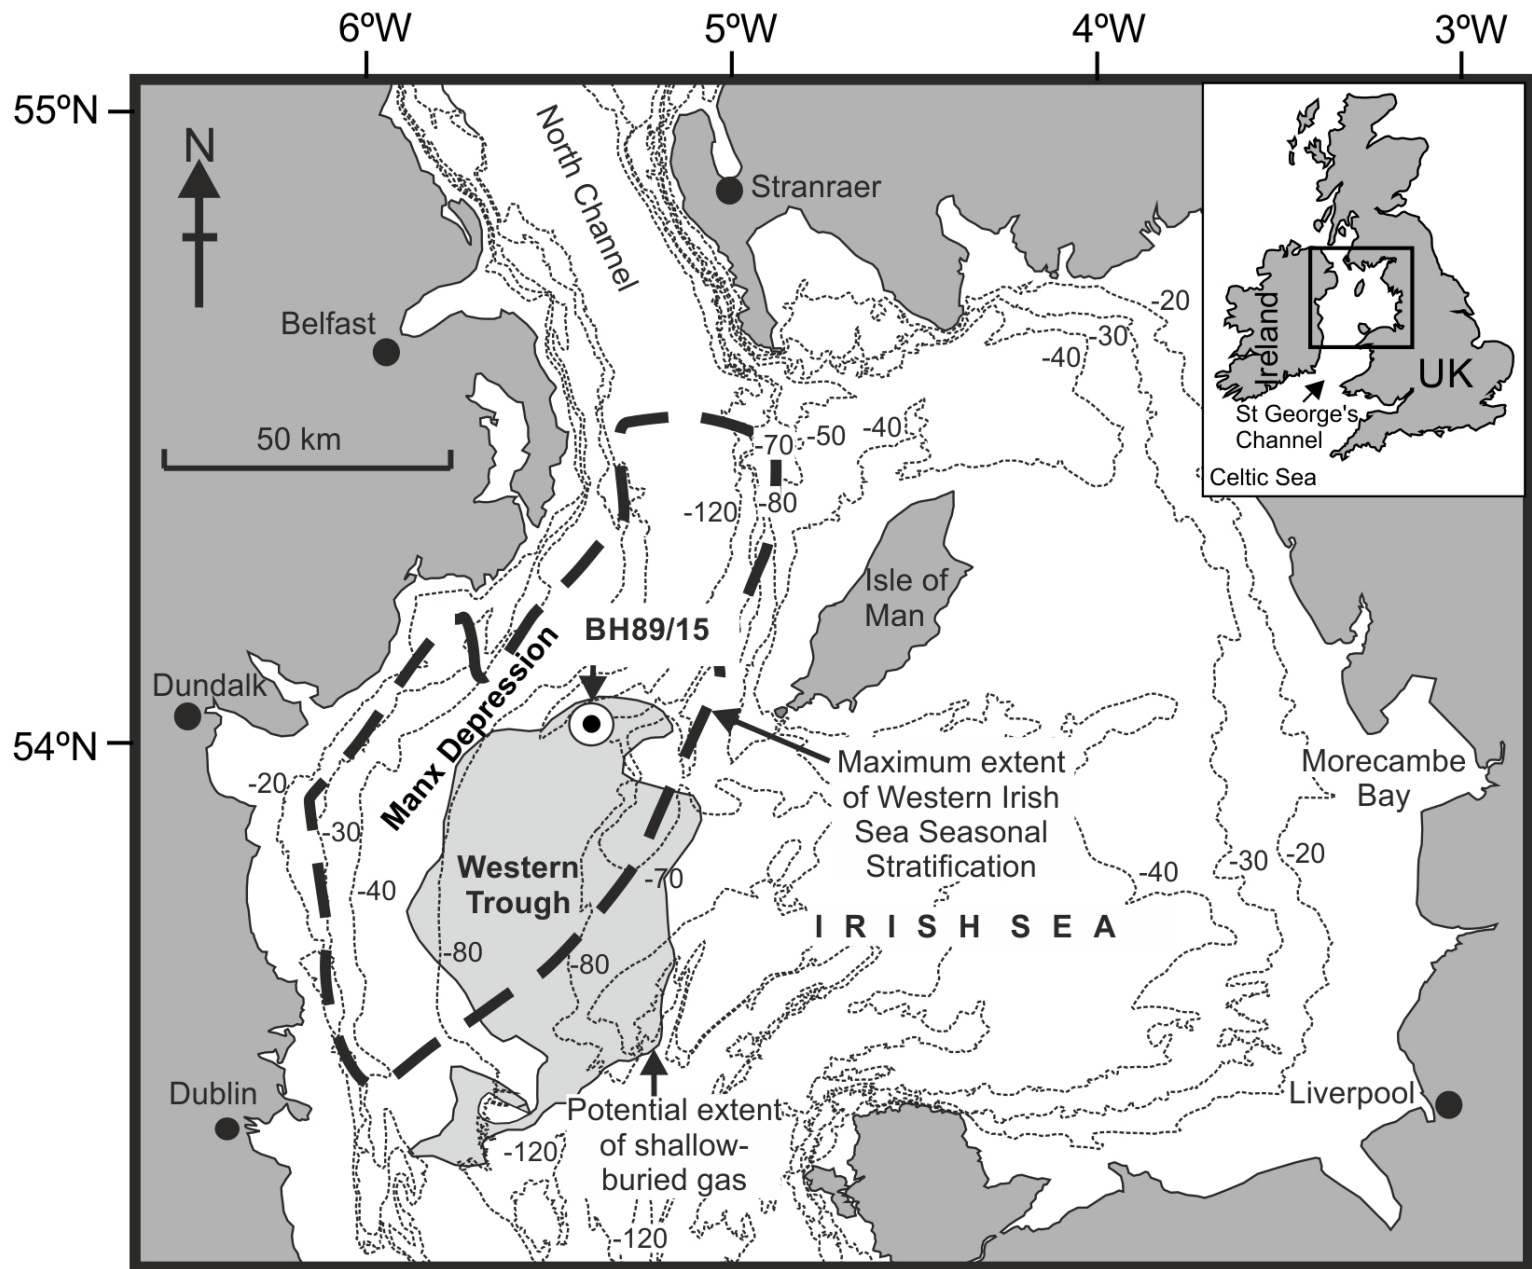 6ºW
5ºW
4ºW
3ºW
55ºN
N
North Channel
Stranraer
Belfast
50 km
-20
-30
-40
Ireland
UK
St George's
Channel
Celtic Sea
-70
-50
-40
-120
-80
Isle of
Man
BH89/15
Dundalk
Manx Depression
54ºN
-20
-30
-40
Maximum extent
of Western Irish
Sea Seasonal
Stratification
Morecambe
Bay
Western
Trough
-70
-40
-30
-20
IRISH SEA
-80
-80
Dublin
Liverpool
Potential extent
of shallow-
buried gas
-120
-120